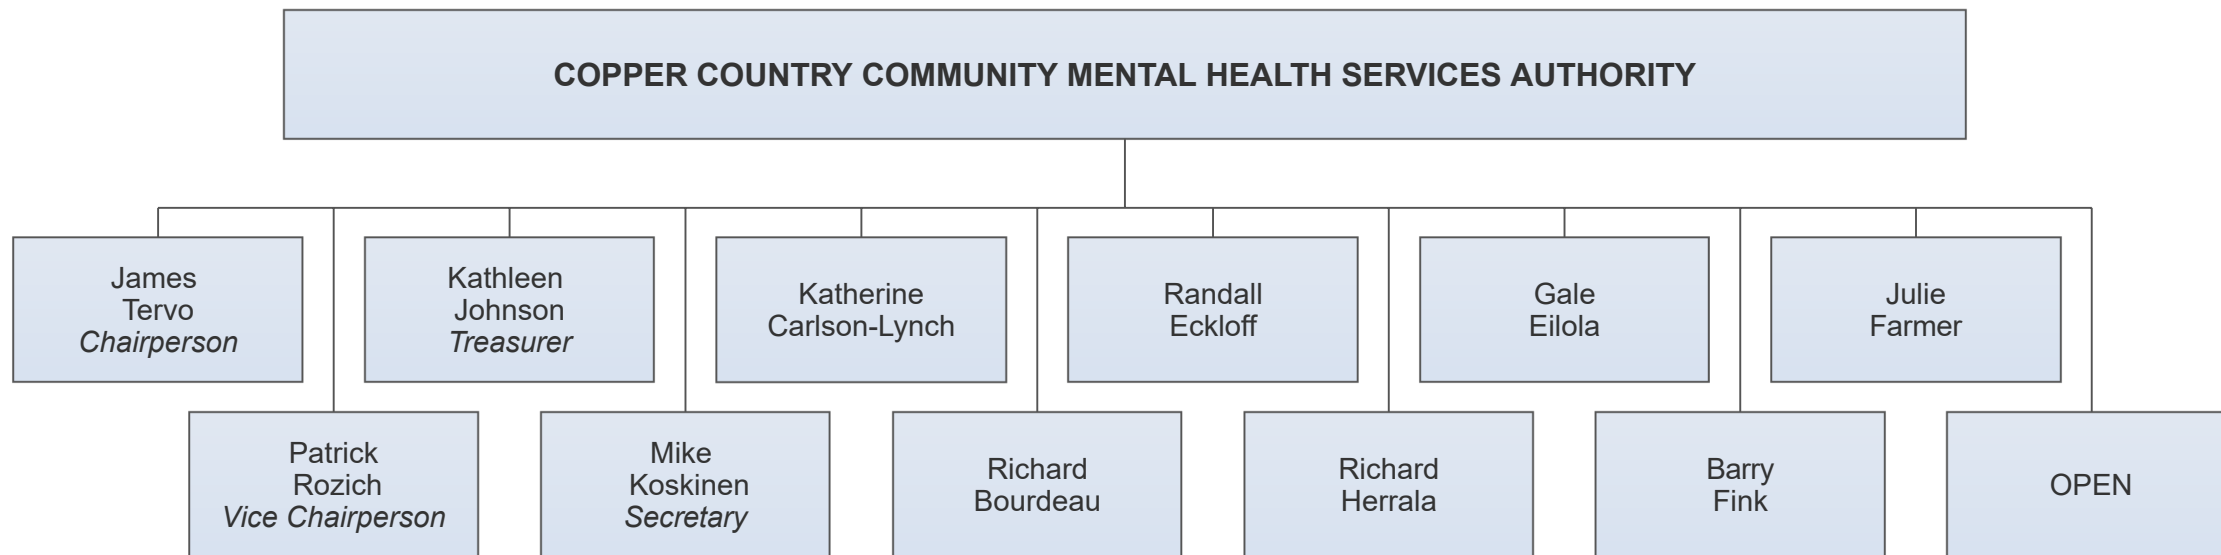 COPPER COUNTRY COMMUNITY MENTAL HEALTH SERVICES AUTHORITY
James
Tervo
Chairperson
Kathleen
Johnson
Treasurer
Katherine
Carlson-Lynch
Randall
Eckloff
Gale
Eilola
Julie
Farmer
Patrick
Rozich
Vice Chairperson
Mike
Koskinen
Secretary
Richard
Bourdeau
Richard
Herrala
Barry
Fink
OPEN